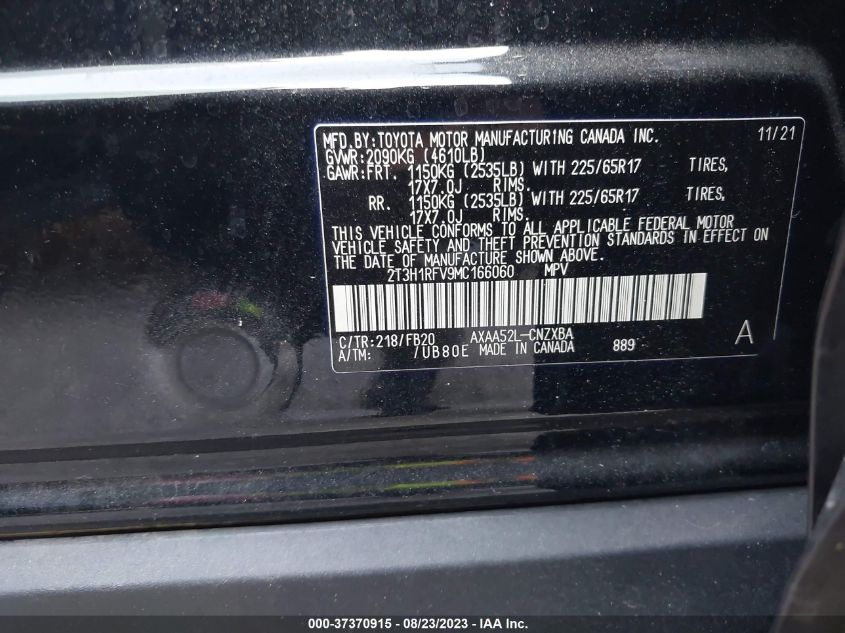 MFD.BY:TOYOTA MOTOR MANUFACTURING CANADA INC. 11/21
GVWR:2090KG (4610LB)
GAWR:FRT. 1150KG (2535LB) WITH 225/65R17 TIRES,
17X7.0J RIMS.
RR. 1150KG (2535LB) WITH 225/65R17 TIRES,
17X7.0J RIMS.
THIS VEHICLE CONFORMS TO ALL APPLICABLE FEDERAL MOTOR
VEHICLE SAFETY AND THEFT PREVENTION STANDARDS IN EFFECT ON
THE DATE OF MANUFACTURE SHOWN ABOVE.
2T3H1RFV9MC166060 MPV
C/TR:218/FB20 AXAA52L-CNZXBA A
A/TM: /UB80E MADE IN CANADA 889
000-37370915 - 08/23/2023 - Copyright © 2023 - IAA, Inc.